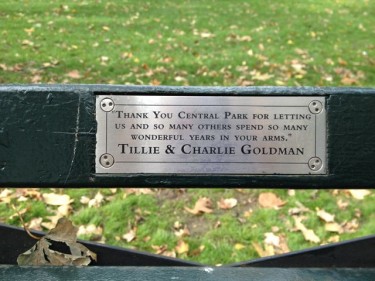 Thank You Central Park for letting
us and so many others spend so many
wonderful years in your arms."
Tillie & Charlie Goldman